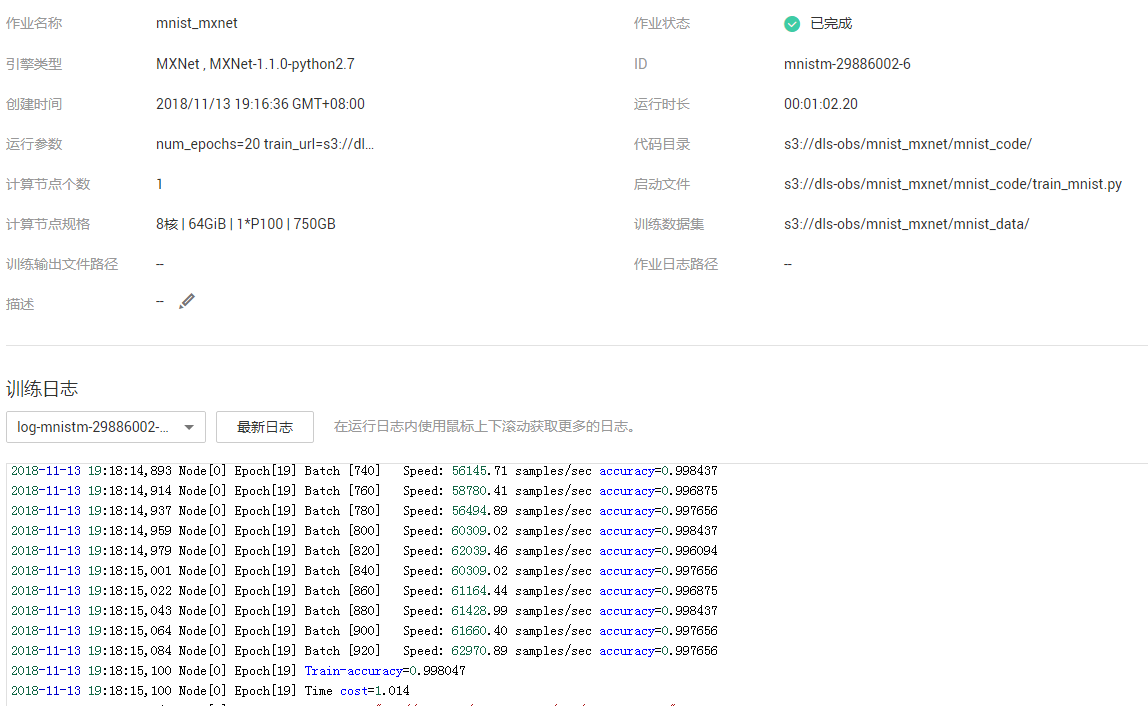 作业名称 mnist_mxnet 作业状态 已完成
引擎类型 MXNet , MXNet-1.1.0-python2.7 ID mnistm-29886002-6
创建时间 2018/11/13 19:16:36 GMT+08:00 运行时长 00:01:02.20
运行参数 num_epochs=20 train_url=s3://dl... 代码目录 s3://dls-obs/mnist_mxnet/mnist_code/
计算节点个数 1 启动文件 s3://dls-obs/mnist_mxnet/mnist_code/train_mnist.py
计算节点规格 8核 | 64GiB | 1*P100 | 750GB 训练数据集 s3://dls-obs/mnist_mxnet/mnist_data/
训练输出文件路径 -- 作业日志路径 --
描述 --
训练日志
log-mnistm-29886002-... 最新日志 在运行日志内使用鼠标上下滚动获取更多的日志。
2018-11-13 19:18:14,893 Node[0] Epoch[19] Batch [740] Speed: 56145.71 samples/sec accuracy=0.998437
2018-11-13 19:18:14,914 Node[0] Epoch[19] Batch [760] Speed: 58780.41 samples/sec accuracy=0.996875
2018-11-13 19:18:14,937 Node[0] Epoch[19] Batch [780] Speed: 56494.89 samples/sec accuracy=0.997656
2018-11-13 19:18:14,959 Node[0] Epoch[19] Batch [800] Speed: 60309.02 samples/sec accuracy=0.998437
2018-11-13 19:18:14,979 Node[0] Epoch[19] Batch [820] Speed: 62039.46 samples/sec accuracy=0.996094
2018-11-13 19:18:15,001 Node[0] Epoch[19] Batch [840] Speed: 60309.02 samples/sec accuracy=0.997656
2018-11-13 19:18:15,022 Node[0] Epoch[19] Batch [860] Speed: 61164.44 samples/sec accuracy=0.996875
2018-11-13 19:18:15,043 Node[0] Epoch[19] Batch [880] Speed: 61428.99 samples/sec accuracy=0.998437
2018-11-13 19:18:15,064 Node[0] Epoch[19] Batch [900] Speed: 61660.40 samples/sec accuracy=0.997656
2018-11-13 19:18:15,084 Node[0] Epoch[19] Batch [920] Speed: 62970.89 samples/sec accuracy=0.997656
2018-11-13 19:18:15,100 Node[0] Epoch[19] Train-accuracy=0.998047
2018-11-13 19:18:15,100 Node[0] Epoch[19] Time cost=1.014